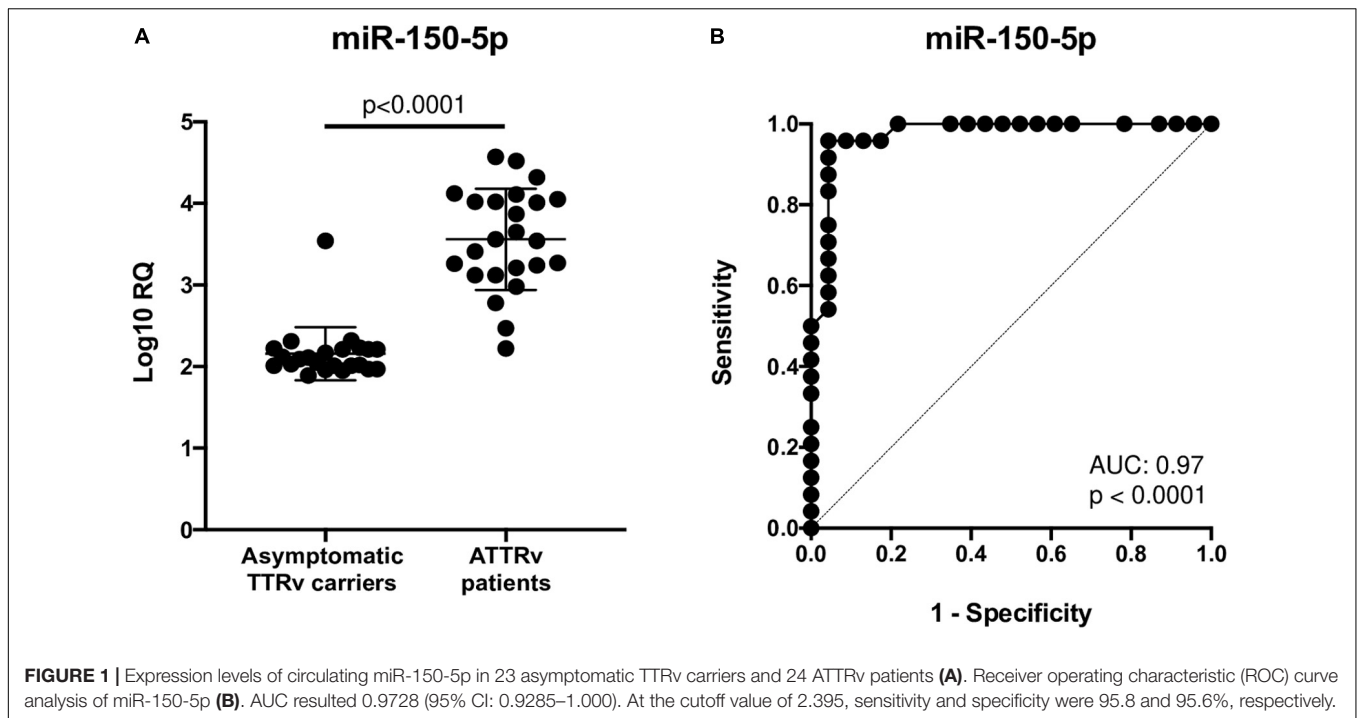 A
miR-150-5p
p<0.0001
5
4
3
2
1
0
Log10 RQ
Asymptomatic
TTRv carriers
ATTRv
patients
B
miR-150-5p
1.0
0.8
0.6
0.4
0.2
0.0
Sensitivity
AUC: 0.97
p < 0.0001
0.0 0.2 0.4 0.6 0.8 1.0
1 - Specificity
FIGURE 1 | Expression levels of circulating miR-150-5p in 23 asymptomatic TTRv carriers and 24 ATTRv patients (A). Receiver operating characteristic (ROC) curve
analysis of miR-150-5p (B). AUC resulted 0.9728 (95% CI: 0.9285–1.000). At the cutoff value of 2.395, sensitivity and specificity were 95.8 and 95.6%, respectively.